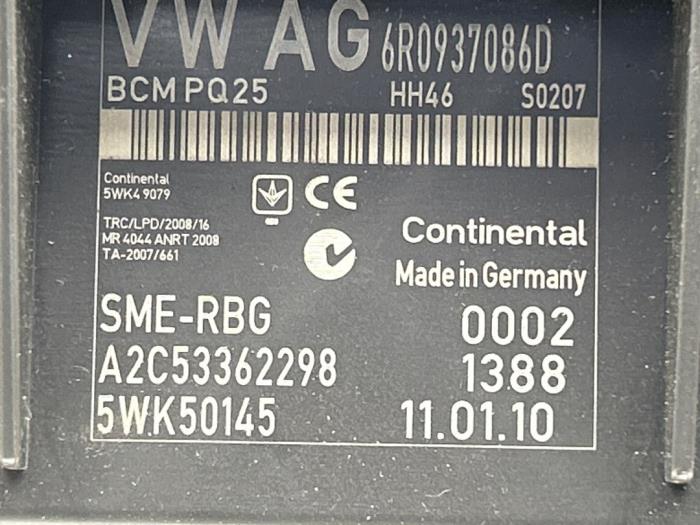 VW AG 6R0937086D
BCM PQ25 HH46 S0207
Continental
5WK4 9079
CE
TRC/LPD/2008/16
MR 4044 ANRT 2008
TA-2007/661
Continental
Made in Germany
SME-RBG 0002
A2C53362298 1388
5WK50145 11.01.10